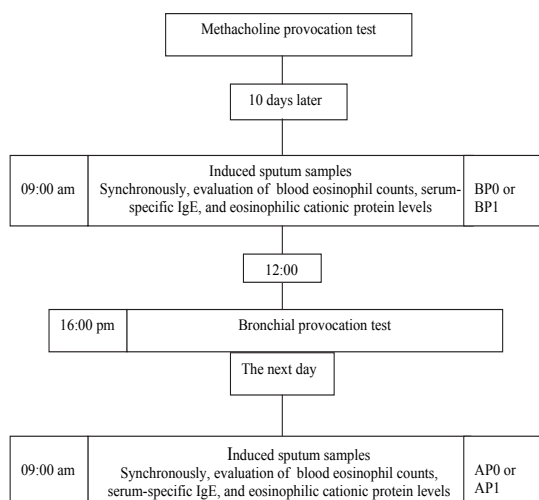 Methacholine provocation test
10 days later
09:00 am
Induced sputum samples
Synchronously, evaluation of blood eosinophil counts, serum-
specific IgE, and eosinophilic cationic protein levels
BP0 or
BP1
12:00
16:00 pm
Bronchial provocation test
The next day
09:00 am
Induced sputum samples
Synchronously, evaluation of blood eosinophil counts,
serum-specific IgE, and eosinophilic cationic protein levels
AP0 or
AP1